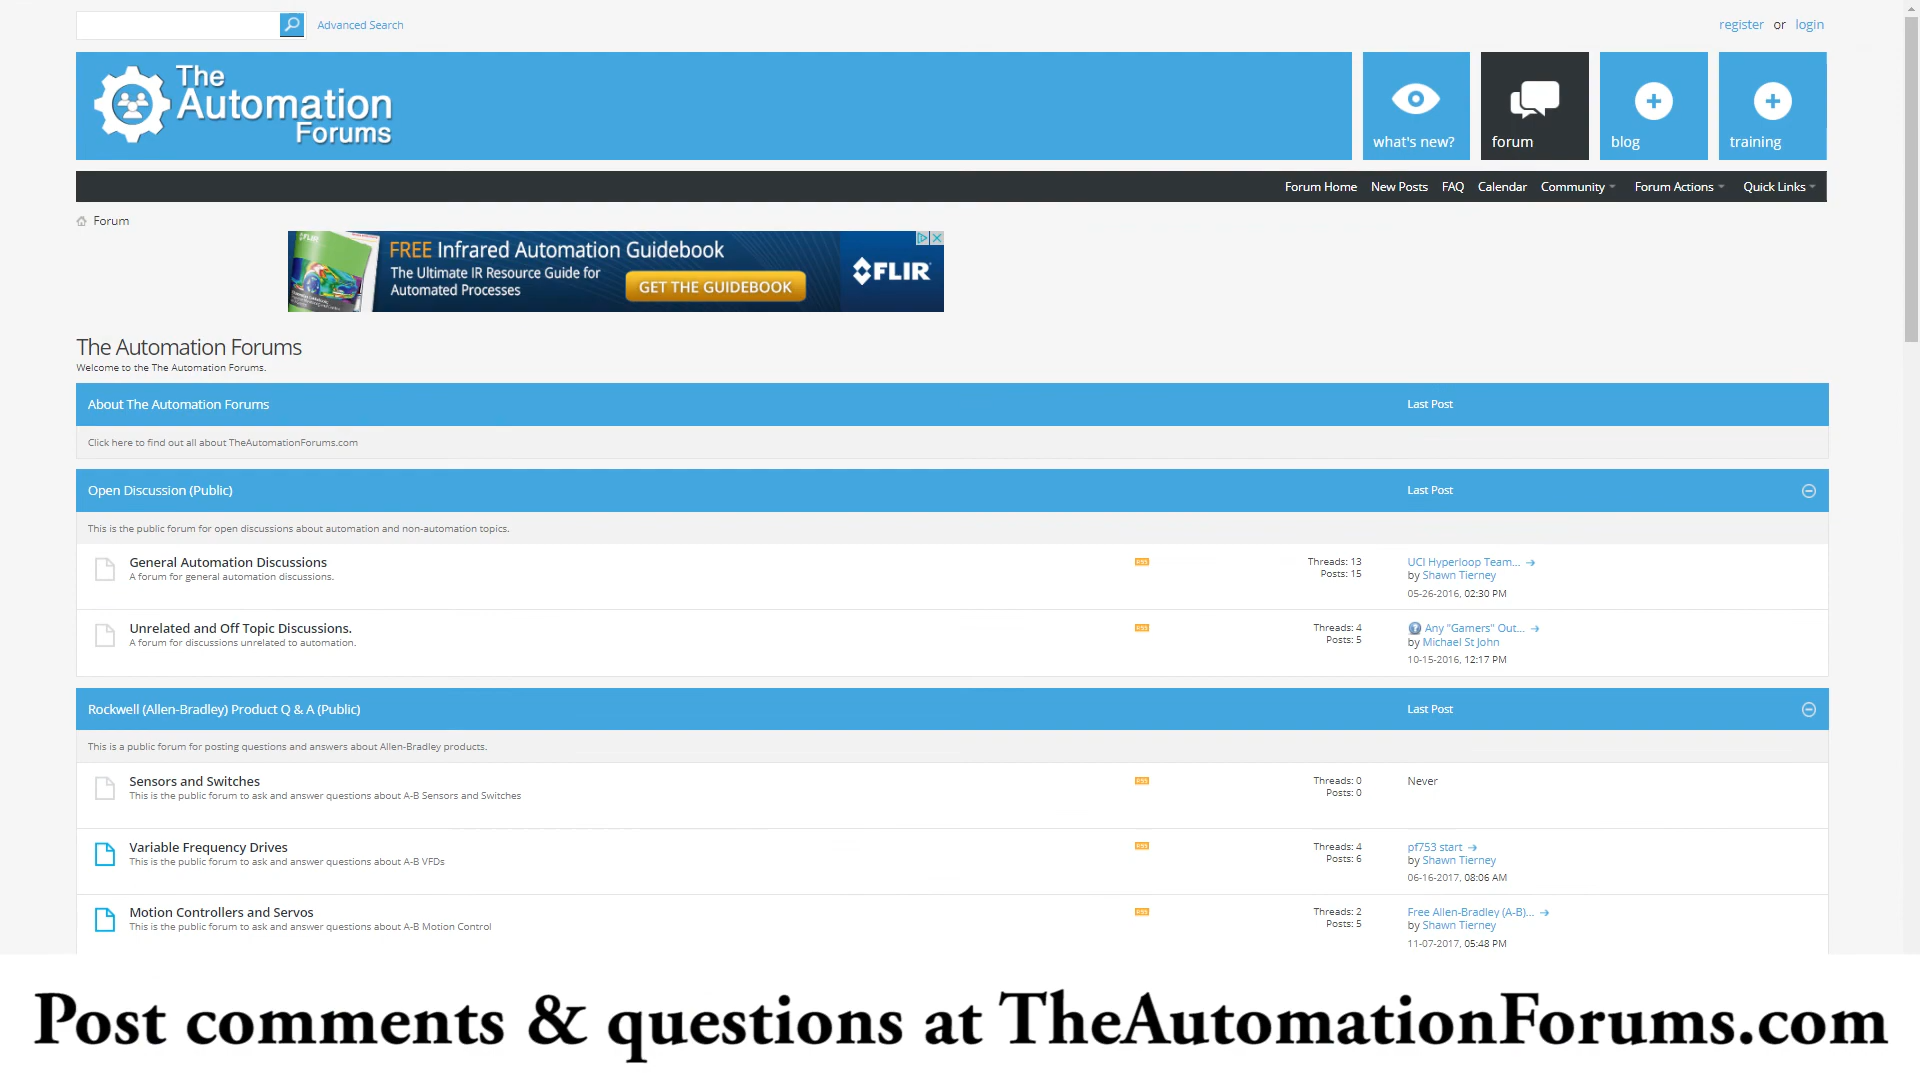 Advanced Search
register or login
The
Automation
Forums
what's new?
forum
blog
training
Forum Home New Posts FAQ Calendar Community Forum Actions Quick Links
Forum
FREE Infrared Automation Guidebook
The Ultimate IR Resource Guide for
Automated Processes
GET THE GUIDEBOOK
FLIR
The Automation Forums
Welcome to the The Automation Forums.
About The Automation Forums Last Post
Click here to find out all about TheAutomationForums.com
Open Discussion (Public) Last Post
This is the public forum for open discussions about automation and non-automation topics.
General Automation Discussions
A forum for general automation discussions.
RSS
Threads: 13
Posts: 15
UCI Hyperloop Team...
by Shawn Tierney
05-26-2016, 02:30 PM
Unrelated and Off Topic Discussions.
A forum for discussions unrelated to automation.
RSS
Threads: 4
Posts: 5
Any "Gamers" Out...
by Michael St John
10-15-2016, 12:17 PM
Rockwell (Allen-Bradley) Product Q & A (Public) Last Post
This is a public forum for posting questions and answers about Allen-Bradley products.
Sensors and Switches
This is the public forum to ask and answer questions about A-B Sensors and Switches
RSS
Threads: 0
Posts: 0
Never
Variable Frequency Drives
This is the public forum to ask and answer questions about A-B VFDs
RSS
Threads: 4
Posts: 6
pf753 start
by Shawn Tierney
06-16-2017, 08:06 AM
Motion Controllers and Servos
This is the public forum to ask and answer questions about A-B Motion Control
RSS
Threads: 2
Posts: 5
Free Allen-Bradley (A-B)...
by Shawn Tierney
11-07-2017, 05:48 PM
Post comments & questions at TheAutomationForums.com